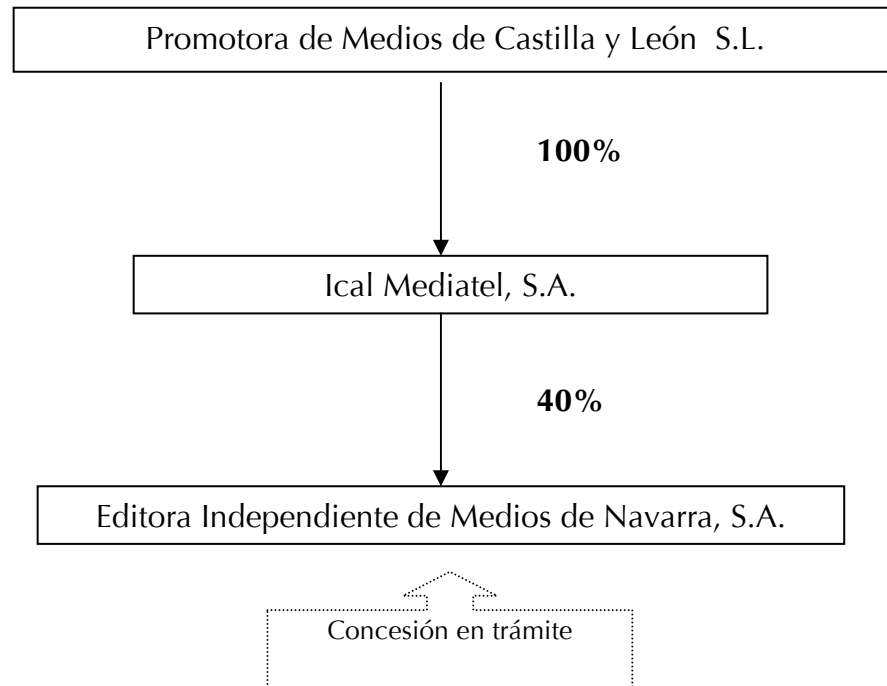 Promotora de Medios de Castilla y León S.L.
100%
Ical Mediatel, S.A.
40%
Editora Independiente de Medios de Navarra, S.A.
Concesión en trámite